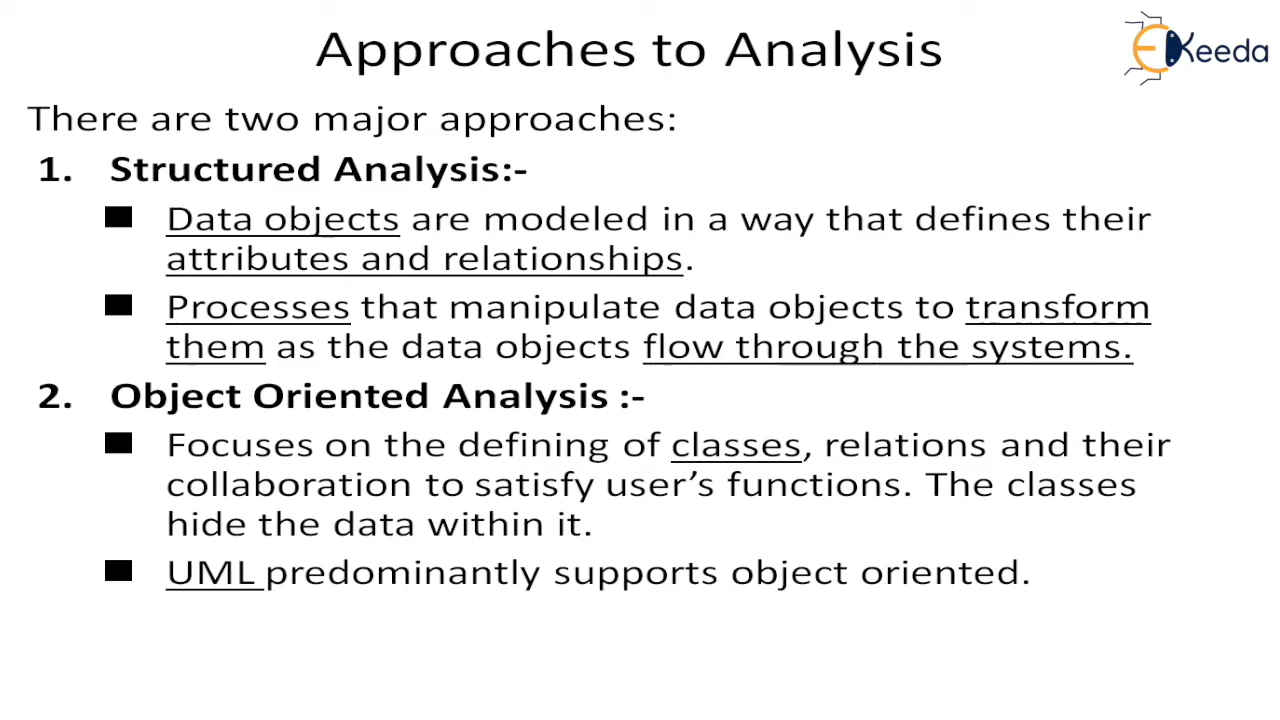 Approaches to Analysis
EKeeda
There are two major approaches:
1. Structured Analysis:-
■ Data objects are modeled in a way that defines their
attributes and relationships.
■ Processes that manipulate data objects to transform
them as the data objects flow through the systems.
2. Object Oriented Analysis :-
■ Focuses on the defining of classes, relations and their
collaboration to satisfy user’s functions. The classes
hide the data within it.
■ UML predominantly supports object oriented.